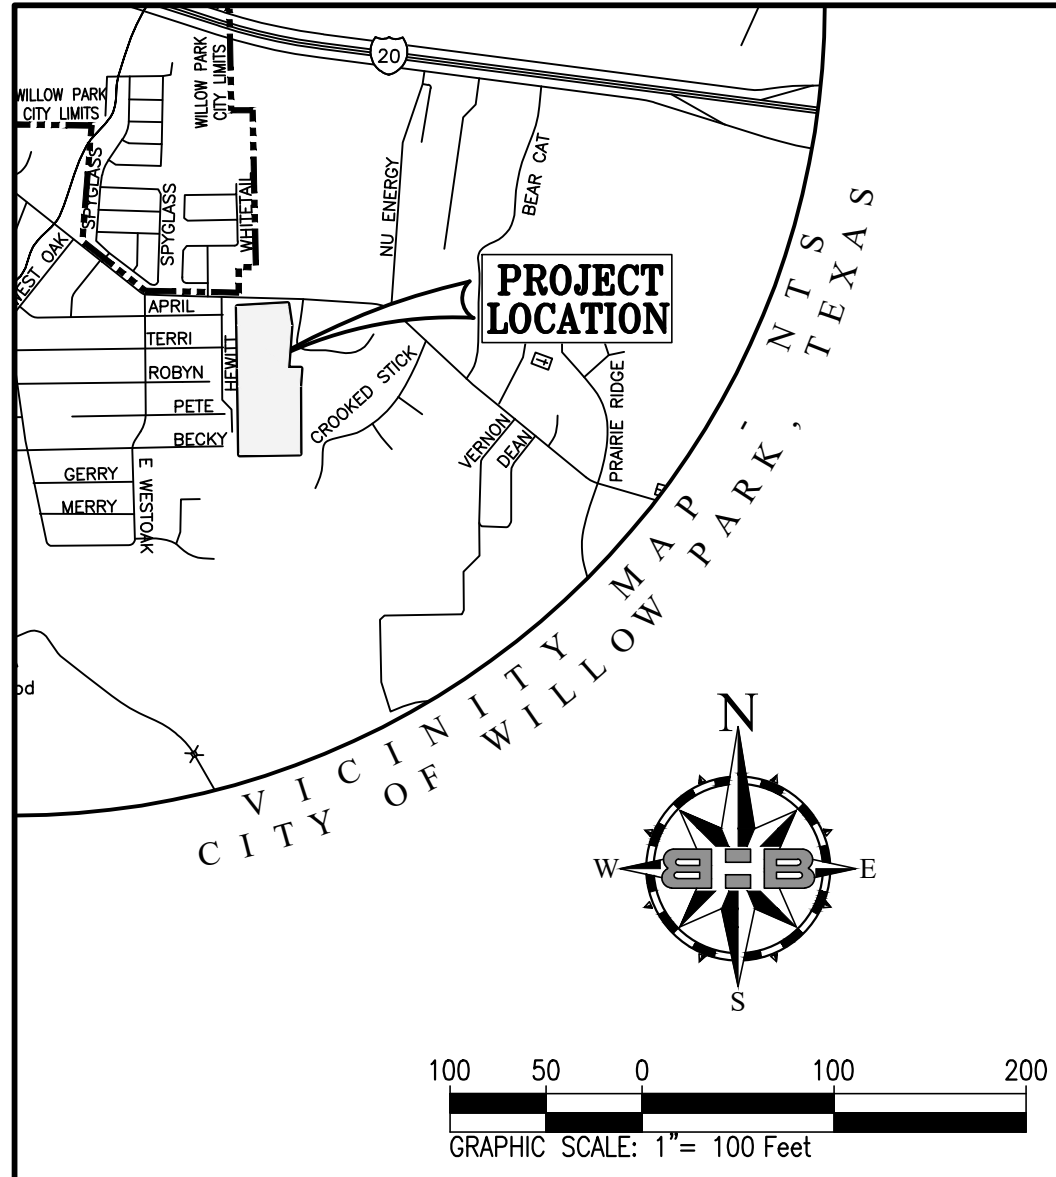 20
WILLOW PARK
CITY LIMITS
WILLOW PARK
CITY LIMITS
SPYGLASS
SPYGLASS
WHITETAIL
NU ENERGY
BEAR CAT
PROJECT
LOCATION
APRIL
TERRI
ROBYN
PETE
BECKY
HEWITT
GERRY
MERRY
E WESTOAK
CROOKED STICK
VERNON
DEAN
PRAIRIE RIDGE
VICINITY MAP - NTS
CITY OF WILLOW PARK, TEXAS
N
W
E
S
BHB
100 50 0 100 200
GRAPHIC SCALE: 1"= 100 Feet